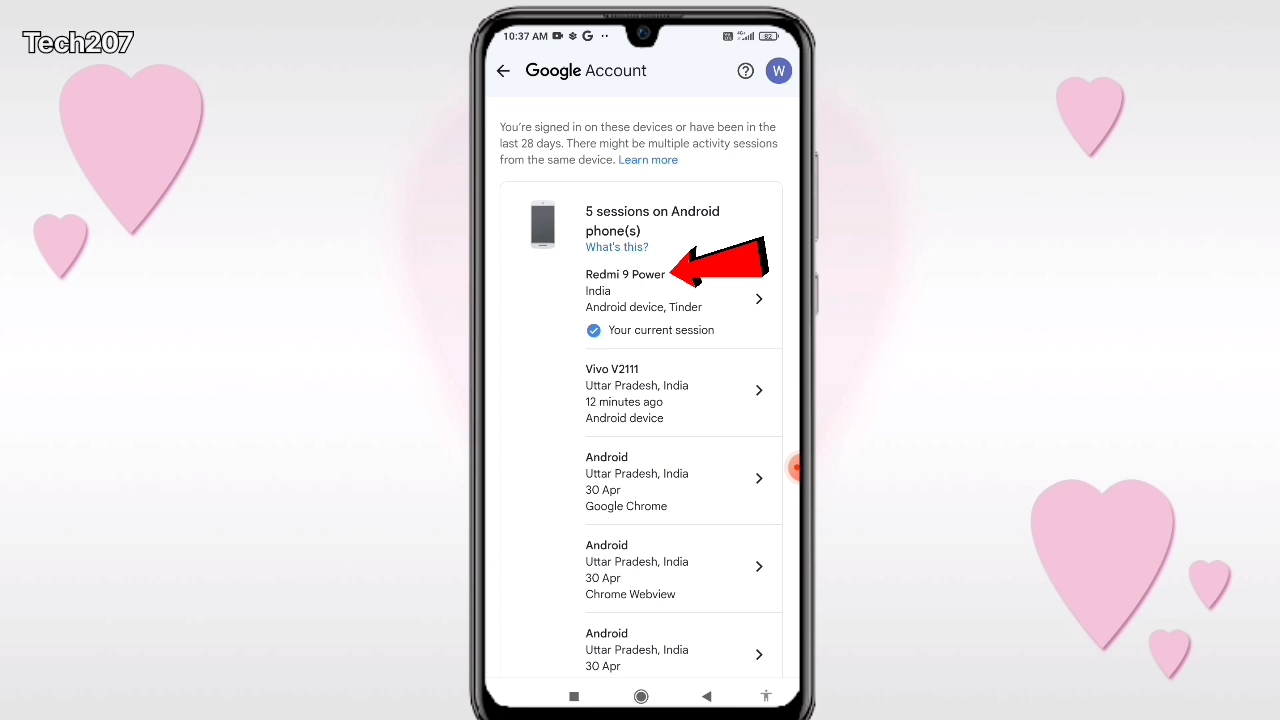 Tech207
10:37 AM
82
Google Account
W
You're signed in on these devices or have been in the
last 28 days. There might be multiple activity sessions
from the same device. Learn more
5 sessions on Android
phone(s)
What's this?
Redmi 9 Power
India
Android device, Tinder
Your current session
Vivo V2111
Uttar Pradesh, India
12 minutes ago
Android device
Android
Uttar Pradesh, India
30 Apr
Google Chrome
Android
Uttar Pradesh, India
30 Apr
Chrome Webview
Android
Uttar Pradesh, India
30 Apr